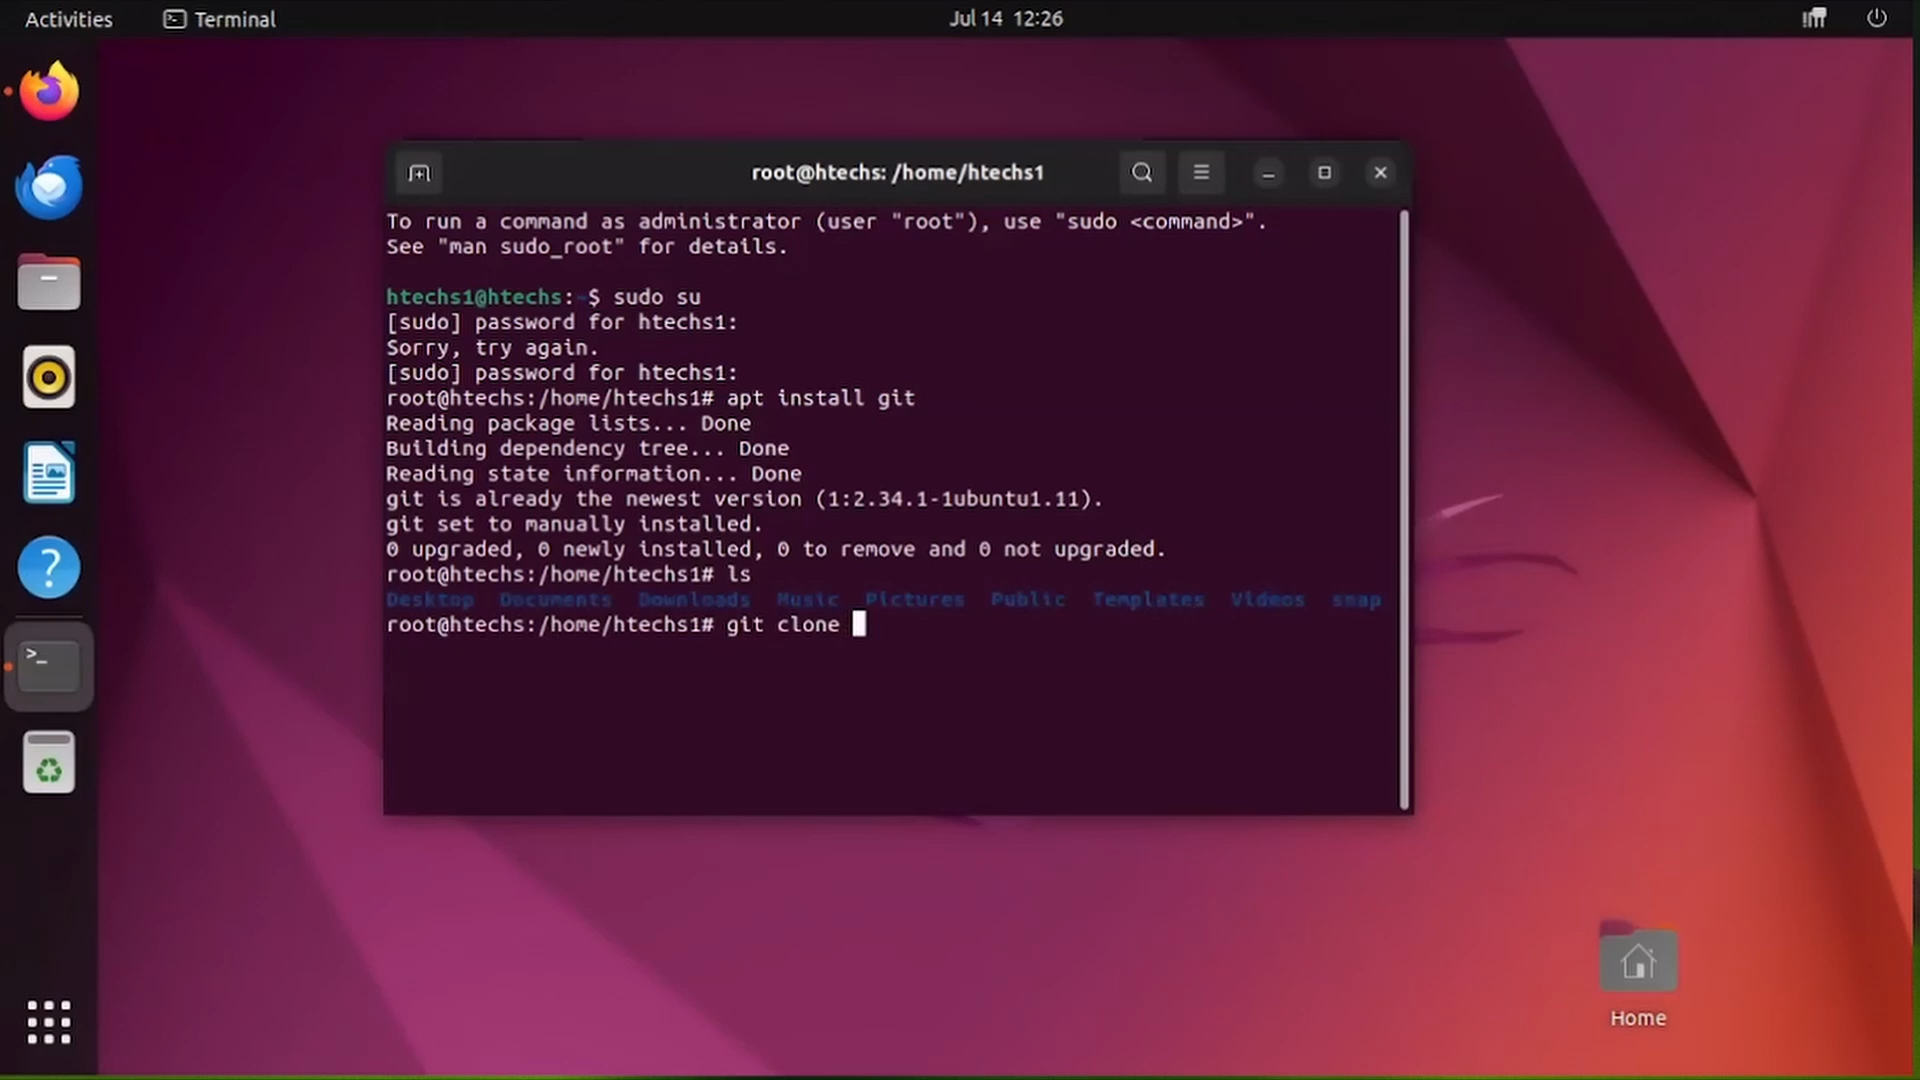 Activities Terminal Jul 14 12:26
root@htechs: /home/htechs1
To run a command as administrator (user "root"), use "sudo <command>".
See "man sudo_root" for details.
htechs1@htechs:~$ sudo su
[sudo] password for htechs1:
Sorry, try again.
[sudo] password for htechs1:
root@htechs:/home/htechs1# apt install git
Reading package lists... Done
Building dependency tree... Done
Reading state information... Done
git is already the newest version (1:2.34.1-1ubuntu1.11).
git set to manually installed.
0 upgraded, 0 newly installed, 0 to remove and 0 not upgraded.
root@htechs:/home/htechs1# ls
Desktop Documents Downloads Music Pictures Public Templates Videos snap
root@htechs:/home/htechs1# git clone
Home